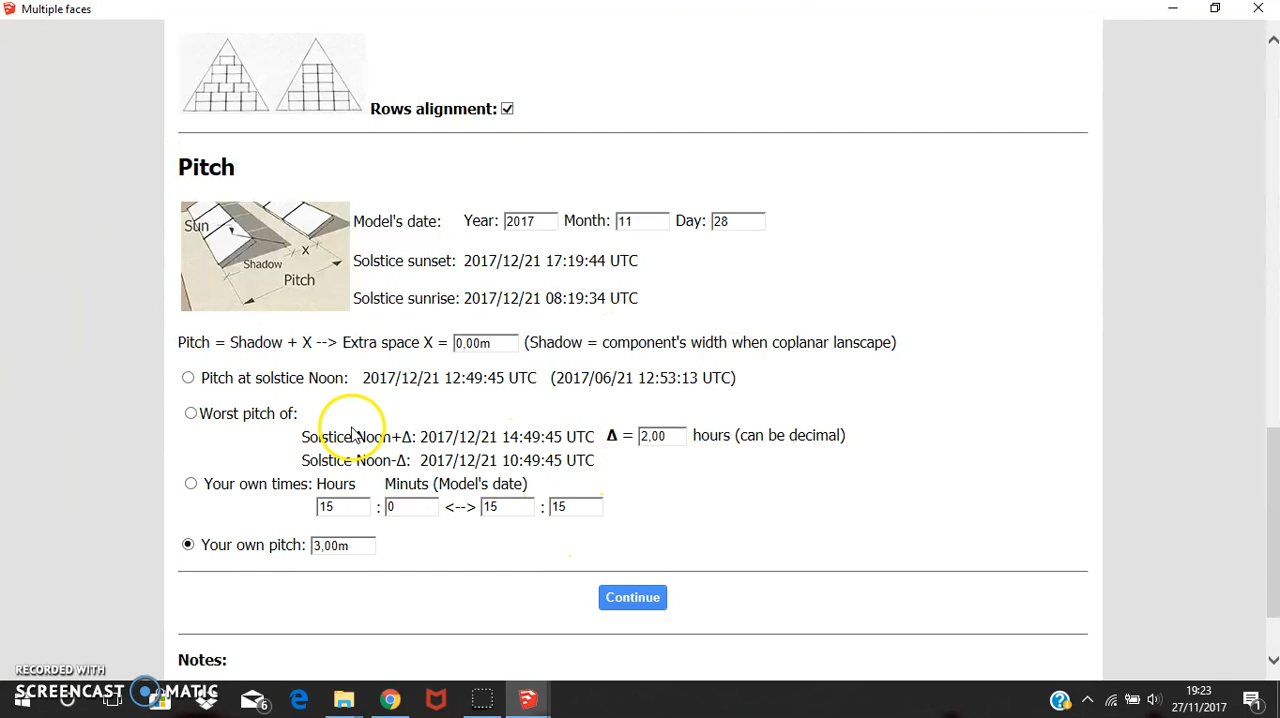 Multiple faces
Rows alignment:
Pitch
Sun
X
Shadow
Pitch
Model's date: Year: 2017 Month: 11 Day: 28
Solstice sunset: 2017/12/21 17:19:44 UTC
Solstice sunrise: 2017/12/21 08:19:34 UTC
Pitch = Shadow + X --> Extra space X = 0,00m (Shadow = component's width when coplanar lanscape)
Pitch at solstice Noon: 2017/12/21 12:49:45 UTC (2017/06/21 12:53:13 UTC)
Worst pitch of:
Solstice Noon+Δ: 2017/12/21 14:49:45 UTC Δ = 2,00 hours (can be decimal)
Solstice Noon-Δ: 2017/12/21 10:49:45 UTC
Your own times: Hours Minuts (Model's date)
15 : 0 <--> 15 : 15
Your own pitch: 3,00m
Continue
Notes:
RECORDED WITH
SCREENCAST MATIC
6
19:23
27/11/2017
1